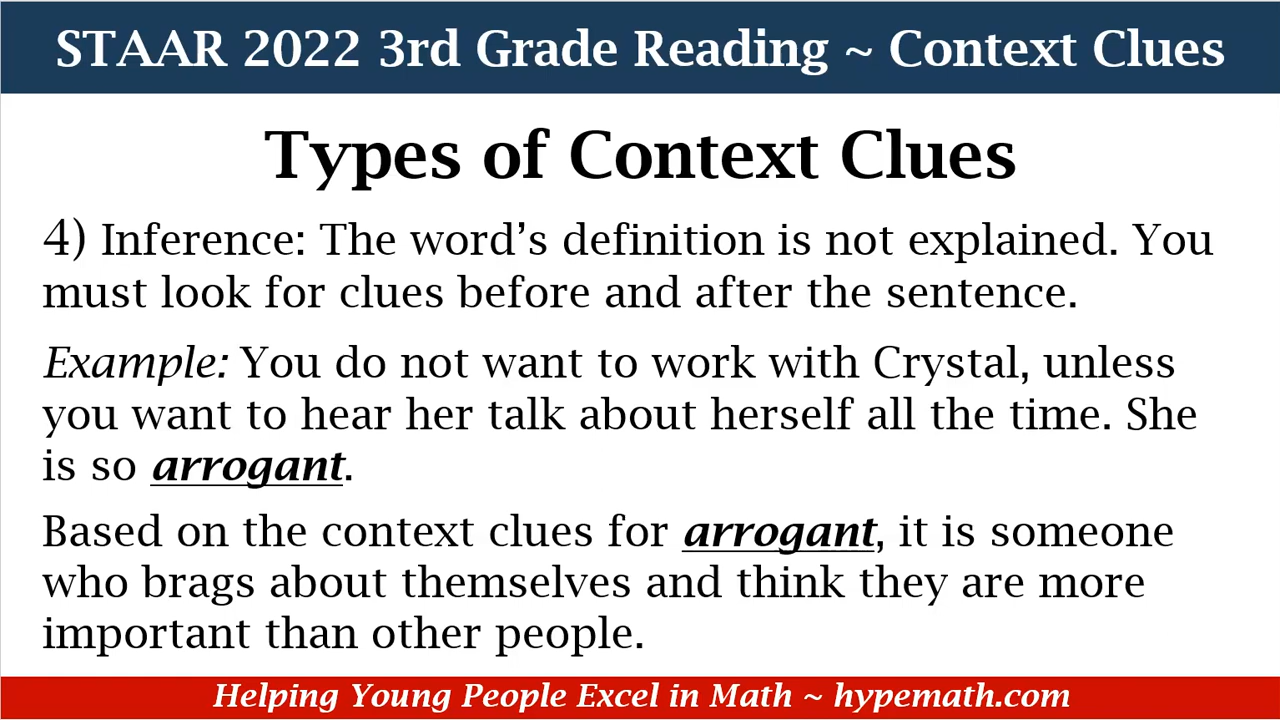 STAAR 2022 3rd Grade Reading ~ Context Clues
Types of Context Clues
4) Inference: The word’s definition is not explained. You
must look for clues before and after the sentence.
Example: You do not want to work with Crystal, unless
you want to hear her talk about herself all the time. She
is so arrogant.
Based on the context clues for arrogant, it is someone
who brags about themselves and think they are more
important than other people.
Helping Young People Excel in Math ~ hypemath.com